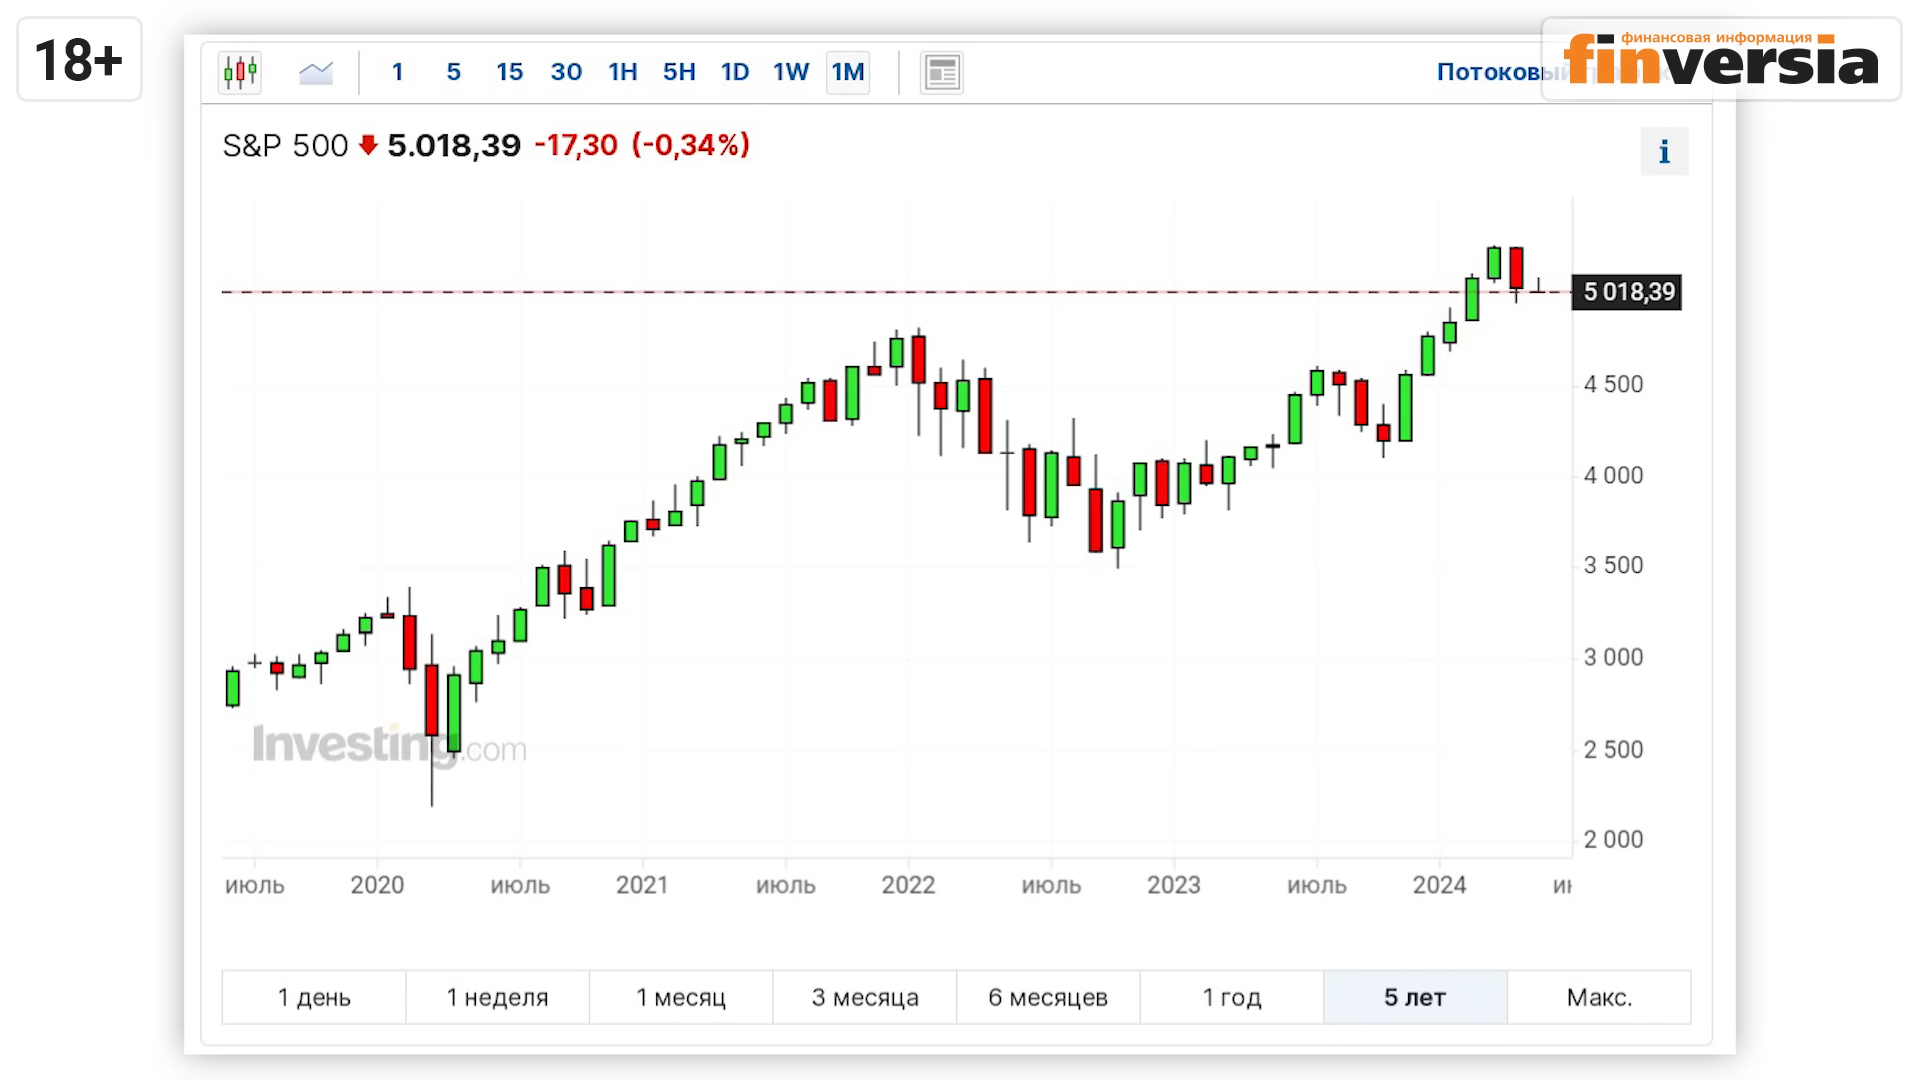 18+
1 5 15 30 1H 5H 1D 1W 1M
Потоковый
финансовая информация
finversia
S&P 500 5.018,39 -17,30 (-0,34%)
i
5 018,39
4 500
4 000
3 500
3 000
2 500
2 000
Investing.com
июль 2020 июль 2021 июль 2022 июль 2023 июль 2024
1 день 1 неделя 1 месяц 3 месяца 6 месяцев 1 год 5 лет Макс.